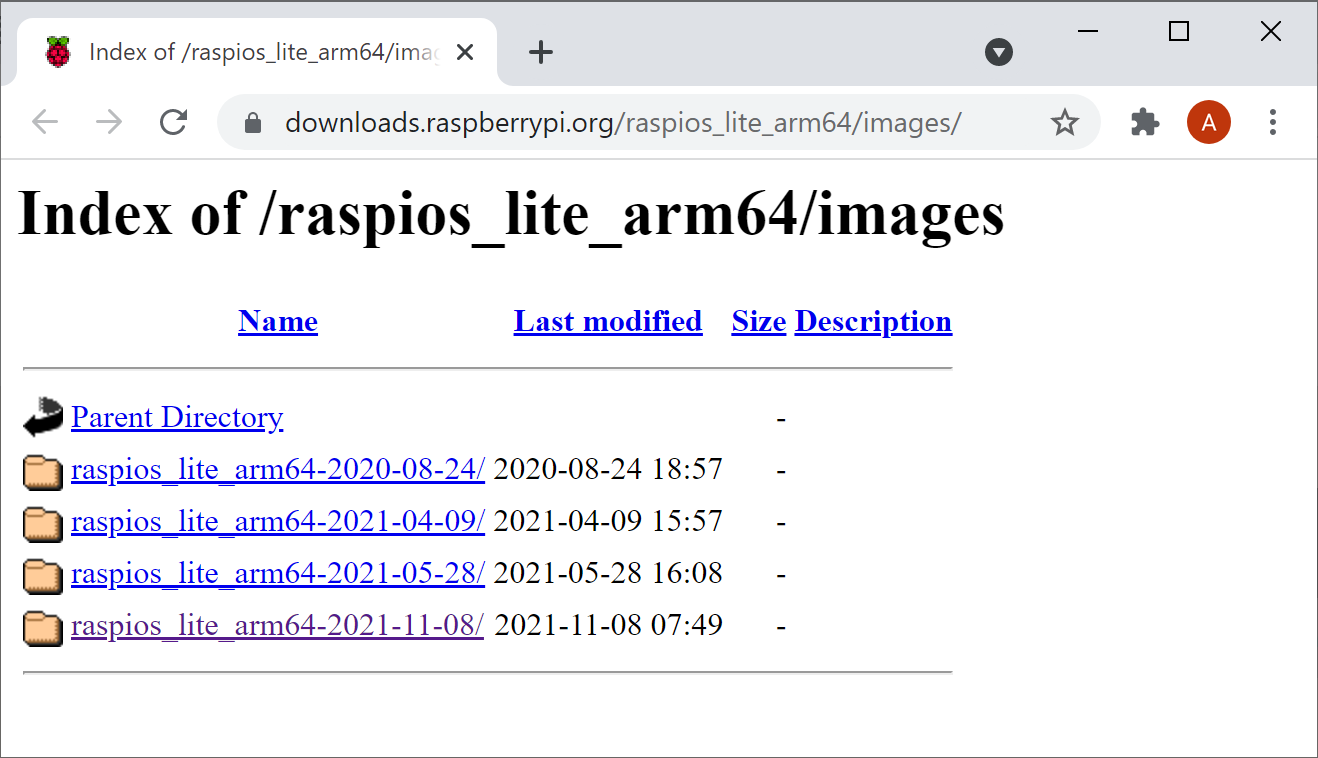 Index of /raspios_lite_arm64/ima
downloads.raspberrypi.org/raspios_lite_arm64/images/
A
Index of /raspios_lite_arm64/images
Name Last modified Size Description
Parent Directory -
raspios_lite_arm64-2020-08-24/ 2020-08-24 18:57 -
raspios_lite_arm64-2021-04-09/ 2021-04-09 15:57 -
raspios_lite_arm64-2021-05-28/ 2021-05-28 16:08 -
raspios_lite_arm64-2021-11-08/ 2021-11-08 07:49 -